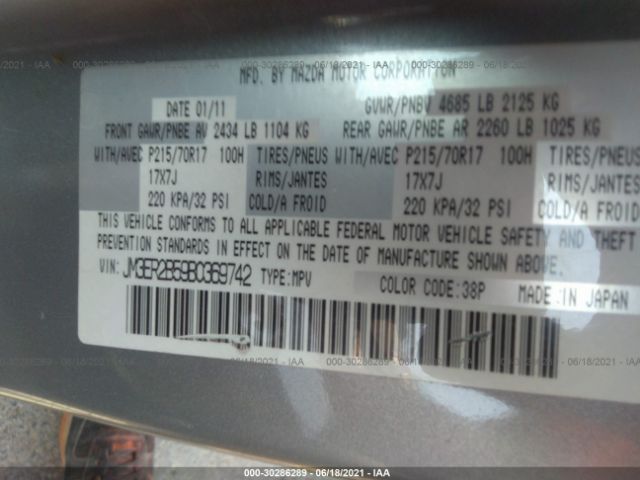 MFD. BY MAZDA MOTOR CORPORATION
DATE 01/11 GVWR/PNBV 4685 LB 2125 KG
FRONT GAWR/PNBE AV 2434 LB 1104 KG REAR GAWR/PNBE AR 2260 LB 1025 KG
WITH/AVEC P215/70R17 100H TIRES/PNEUS WITH/AVEC P215/70R17 100H TIRES/PNEUS
17X7J RIMS/JANTES 17X7J RIMS/JANTES
220 KPA/32 PSI COLD/A FROID 220 KPA/32 PSI COLD/A FROID
THIS VEHICLE CONFORMS TO ALL APPLICABLE FEDERAL MOTOR VEHICLE SAFETY AND THEFT
PREVENTION STANDARDS IN EFFECT ON THE DATE OF MANUFACTURE SHOWN ABOVE.
VIN: JM3ER2B59B0369742 TYPE:MPV COLOR CODE:38P MADE IN JAPAN
000-30286289 - 06/18/2021 - IAA